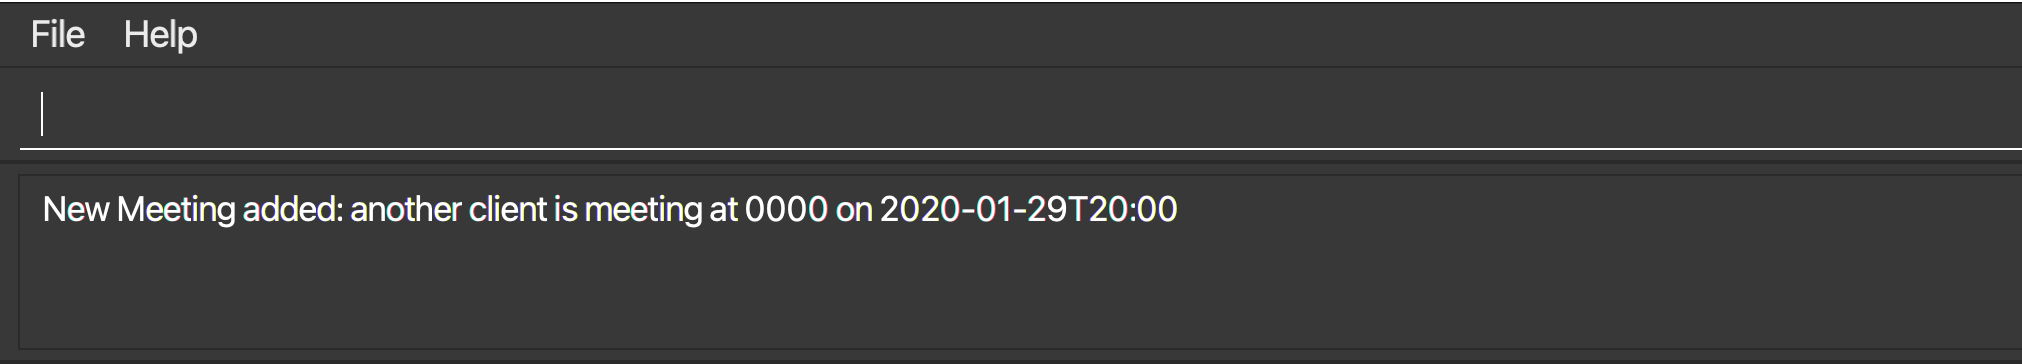 File Help
New Meeting added: another client is meeting at 0000 on 2020-01-29T20:00